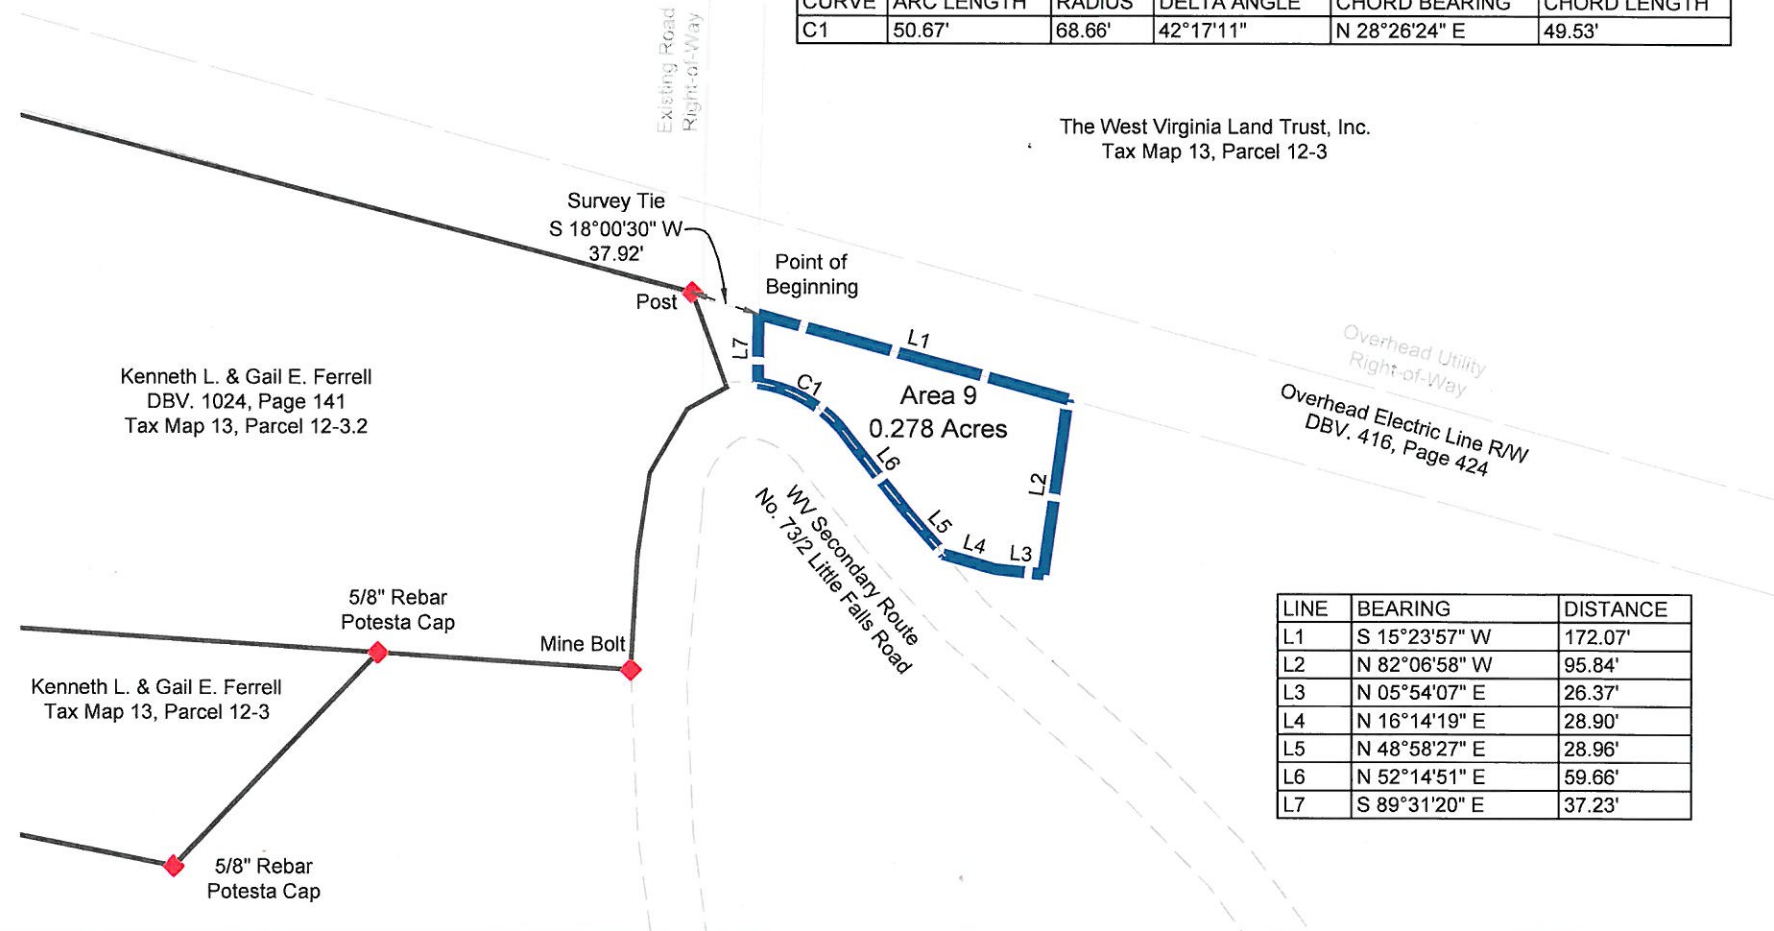 CURVE ARC LENGTH RADIUS DELTA ANGLE CHORD BEARING CHORD LENGTH
C1 50.67' 68.66' 42°17'11" N 28°26'24" E 49.53'
Existing Road
Right-of-Way
The West Virginia Land Trust, Inc.
Tax Map 13, Parcel 12-3
Survey Tie
S 18°00'30" W
37.92'
Point of
Beginning
Post
L1
L7
C1
Area 9
0.278 Acres
L6
L2
L5
L4
L3
Overhead Utility
Right-of-Way
Overhead Electric Line R/W
DBV. 416, Page 424
Kenneth L. & Gail E. Ferrell
DBV. 1024, Page 141
Tax Map 13, Parcel 12-3.2
WV Secondary Route
No. 73/2 Little Falls Road
5/8" Rebar
Potesta Cap
Mine Bolt
Kenneth L. & Gail E. Ferrell
Tax Map 13, Parcel 12-3
5/8" Rebar
Potesta Cap
LINE BEARING DISTANCE
L1 S 15°23'57" W 172.07'
L2 N 82°06'58" W 95.84'
L3 N 05°54'07" E 26.37'
L4 N 16°14'19" E 28.90'
L5 N 48°58'27" E 28.96'
L6 N 52°14'51" E 59.66'
L7 S 89°31'20" E 37.23'